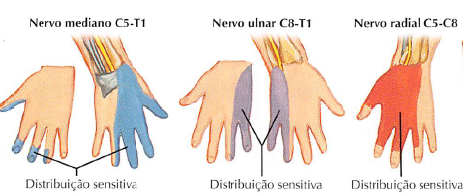 Nervo mediano C5-T1
Nervo ulnar C8-T1
Nervo radial C5-C8
Distribuição sensitiva
Distribuição sensitiva
Distribuição sensitiva